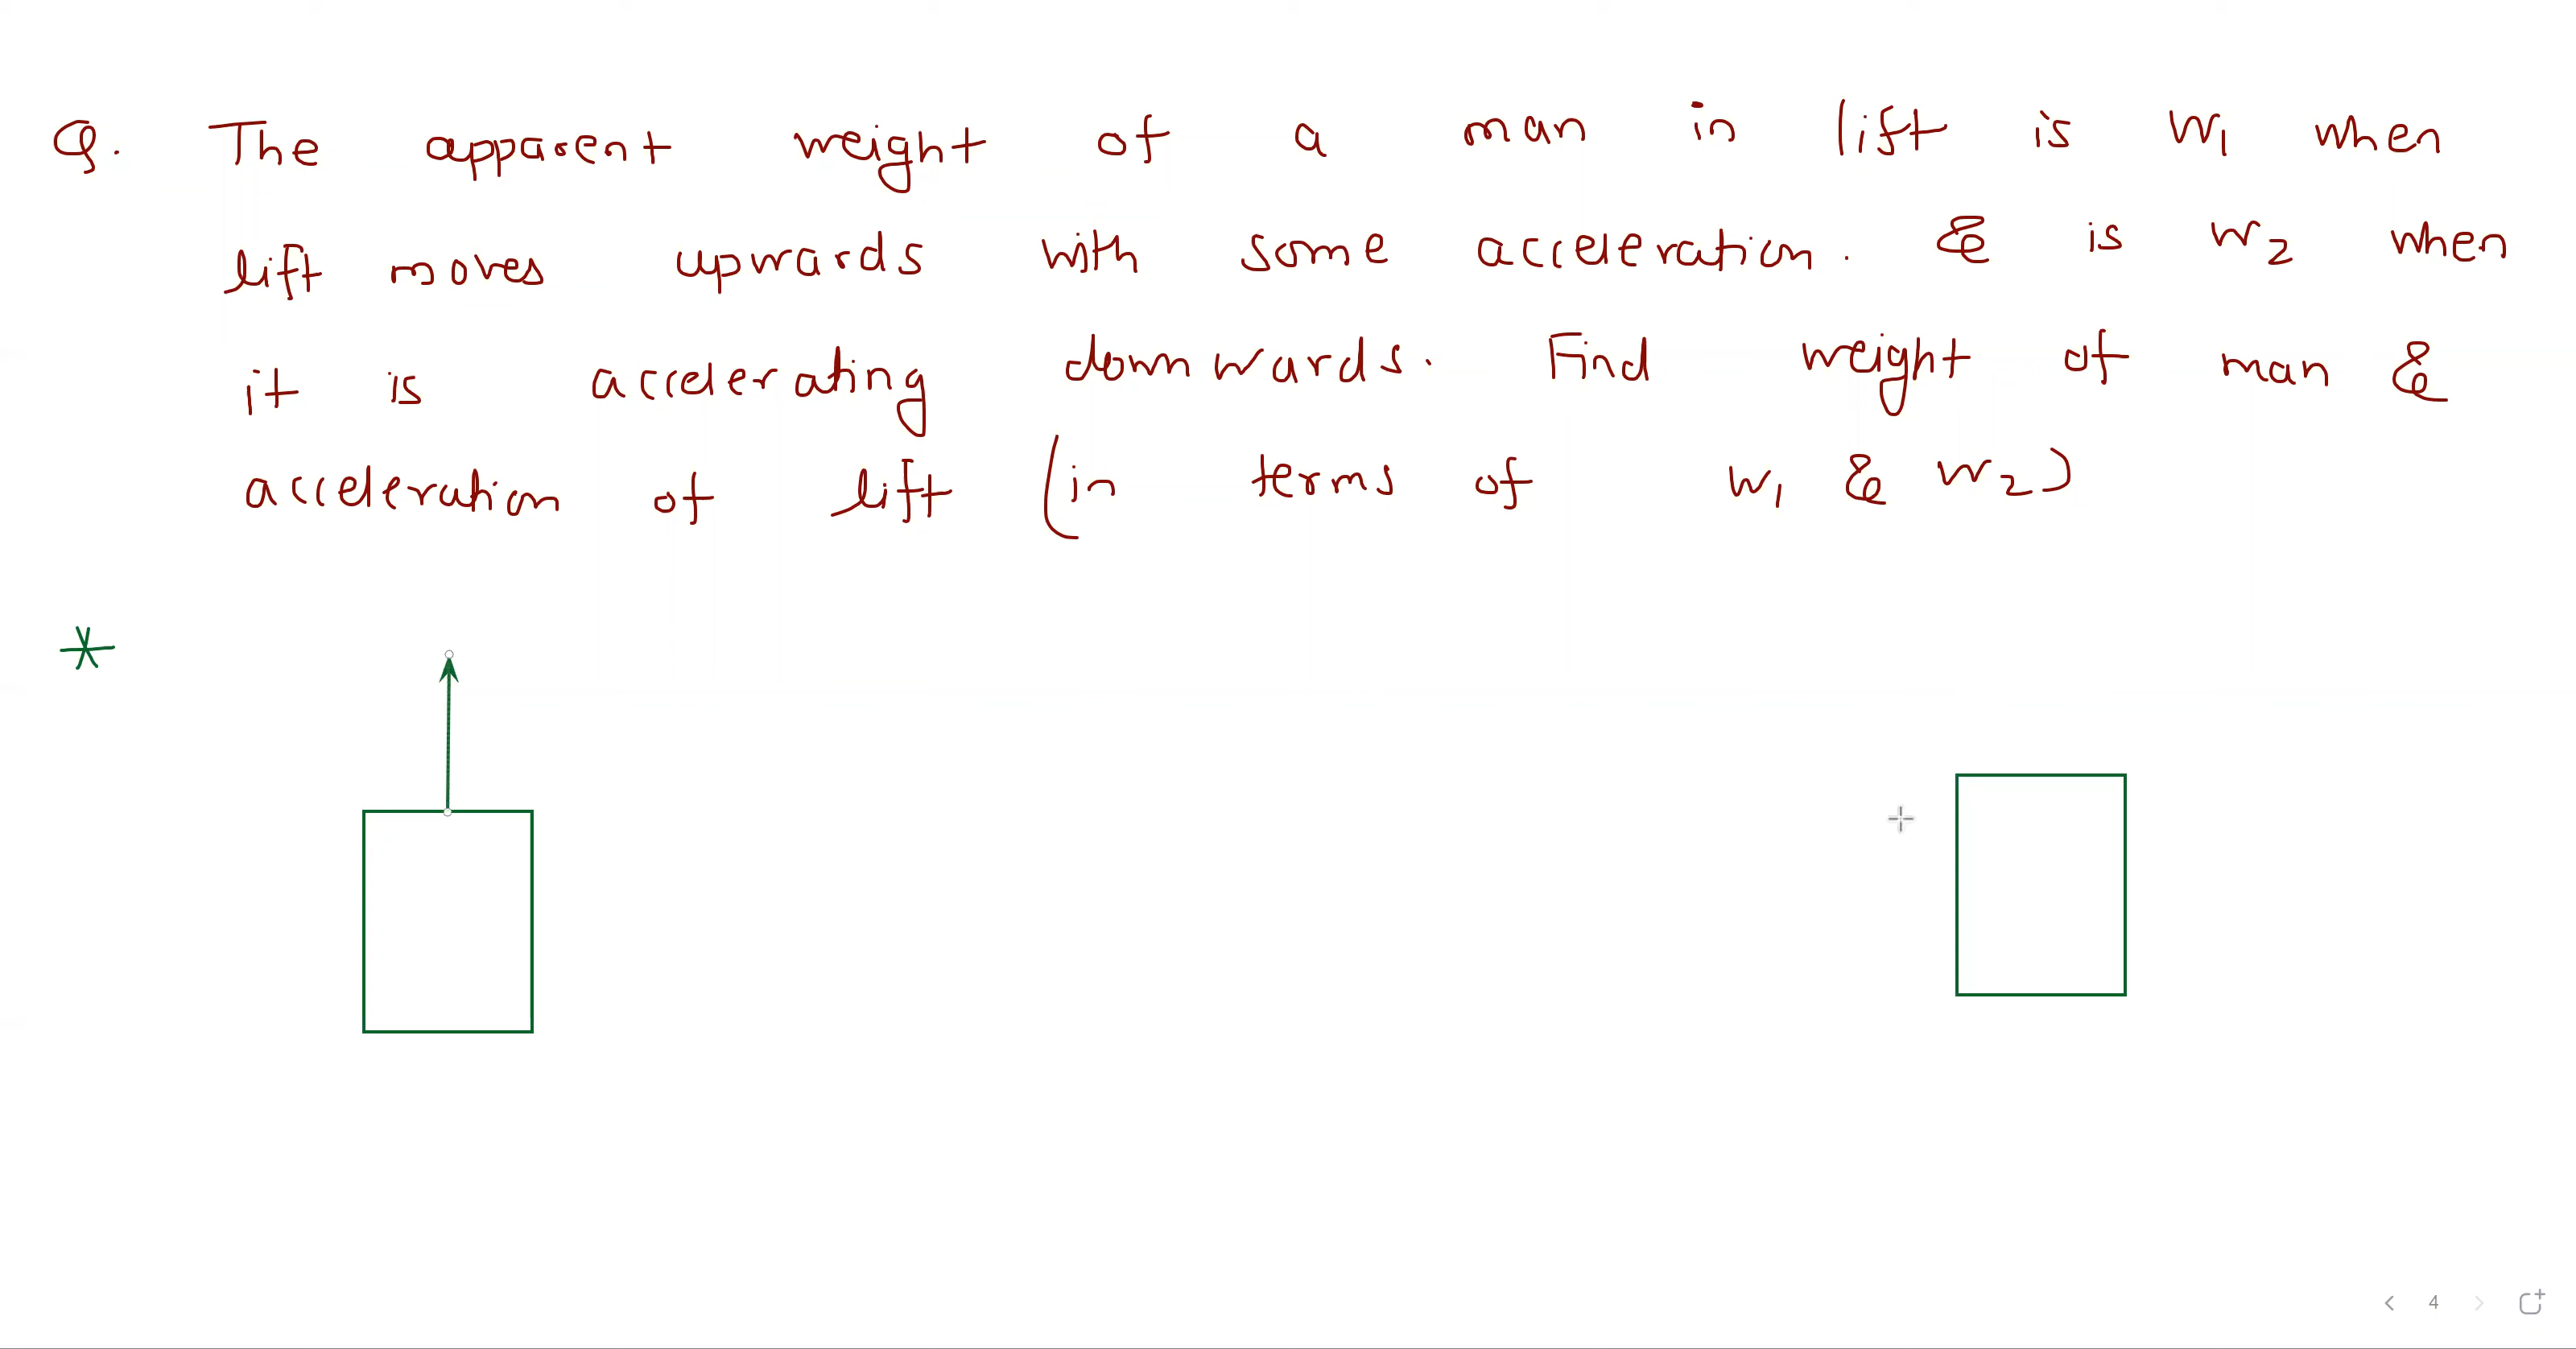 Q. The apparent weight of a man in lift is W₁ when
lift moves upwards with some acceleration. & is W₂ when
it is accelerating downwards. Find weight of man &
acceleration of lift (in terms of W₁ & W₂)
*
4